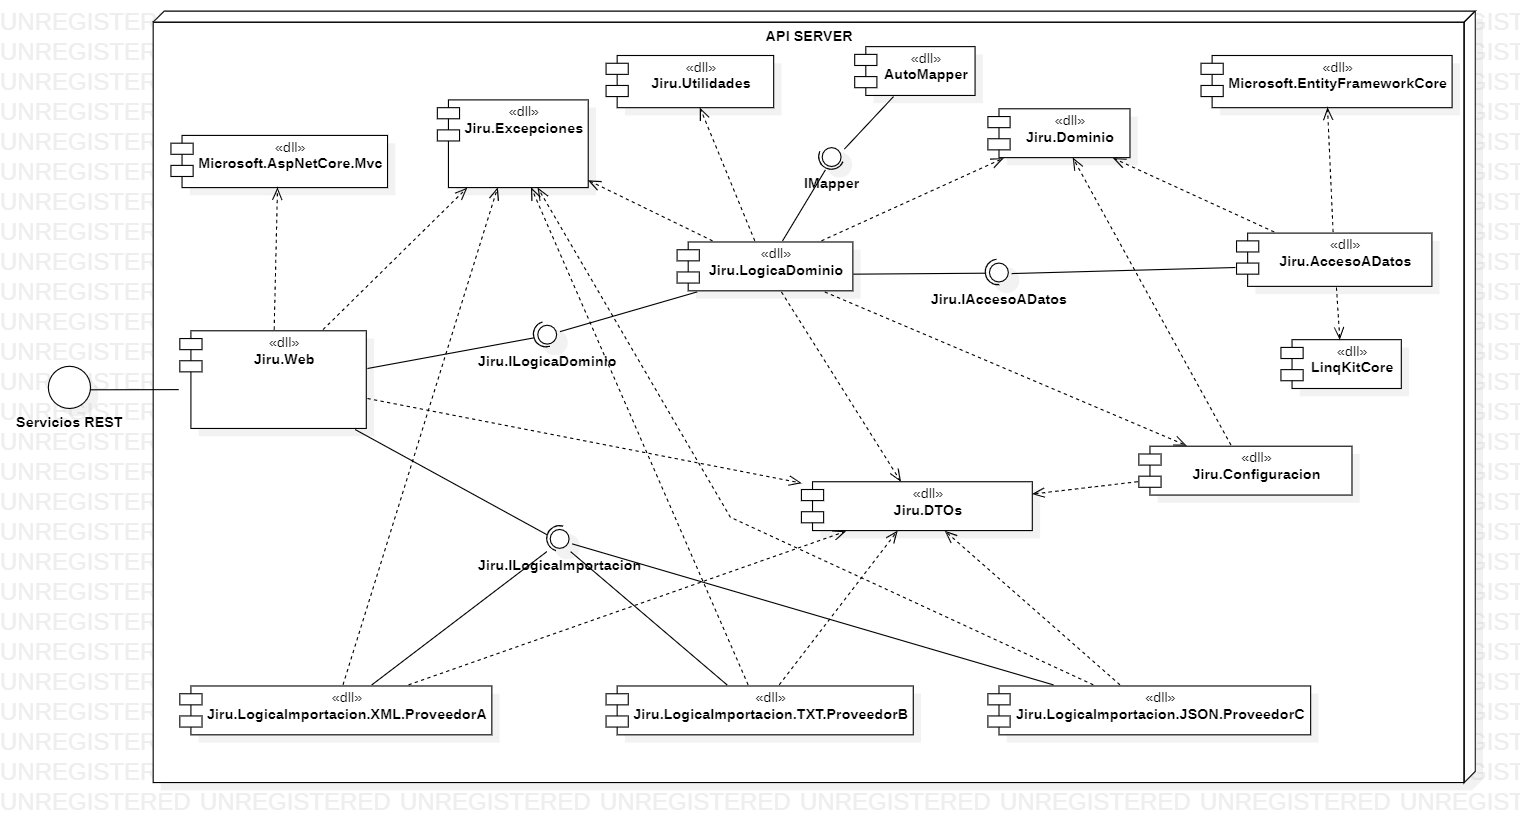 API SERVER
«dll»
AutoMapper
«dll»
Jiru.Utilidades
«dll»
Microsoft.EntityFrameworkCore
«dll»
Jiru.Excepciones
«dll»
Jiru.Dominio
«dll»
Microsoft.AspNetCore.Mvc
IMapper
«dll»
Jiru.LogicaDominio
«dll»
Jiru.AccesoADatos
Jiru.IAccesoADatos
«dll»
Jiru.Web
Jiru.ILogicaDominio
«dll»
LinqKitCore
Servicios REST
«dll»
Jiru.Configuracion
«dll»
Jiru.DTOs
Jiru.ILogicaImportacion
«dll»
Jiru.LogicaImportacion.XML.ProveedorA
«dll»
Jiru.LogicaImportacion.TXT.ProveedorB
«dll»
Jiru.LogicaImportacion.JSON.ProveedorC
UNREGISTERED UNREGISTERED UNREGISTERED UNREGISTERED UNREGISTERED UNREGISTERED UNREGISTERED